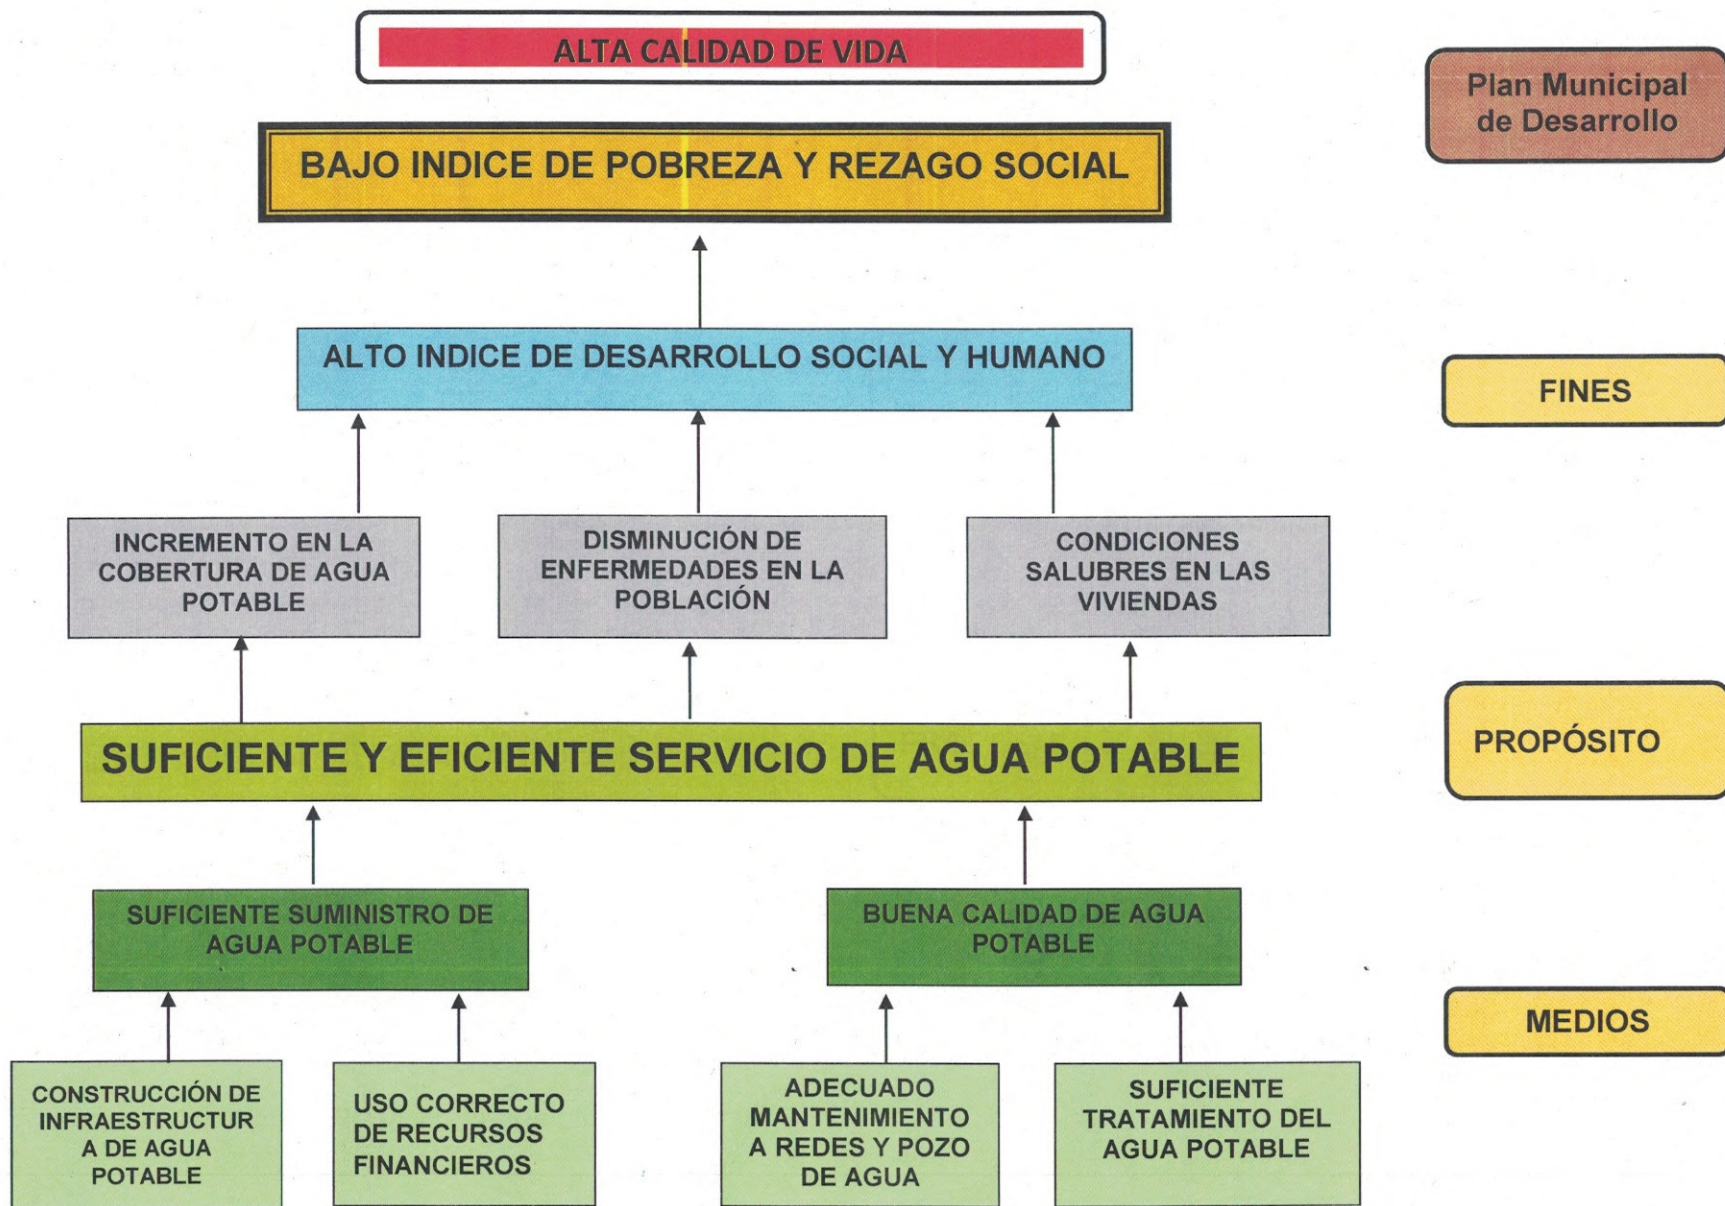 ALTA CALIDAD DE VIDA
Plan Municipal
de Desarrollo
BAJO INDICE DE POBREZA Y REZAGO SOCIAL
ALTO INDICE DE DESARROLLO SOCIAL Y HUMANO
FINES
INCREMENTO EN LA
COBERTURA DE AGUA
POTABLE
DISMINUCIÓN DE
ENFERMEDADES EN LA
POBLACIÓN
CONDICIONES
SALUBRES EN LAS
VIVIENDAS
SUFICIENTE Y EFICIENTE SERVICIO DE AGUA POTABLE
PROPÓSITO
SUFICIENTE SUMINISTRO DE
AGUA POTABLE
BUENA CALIDAD DE AGUA
POTABLE
MEDIOS
CONSTRUCCIÓN DE
INFRAESTRUCTUR
A DE AGUA
POTABLE
USO CORRECTO
DE RECURSOS
FINANCIEROS
ADECUADO
MANTENIMIENTO
A REDES Y POZO
DE AGUA
SUFICIENTE
TRATAMIENTO DEL
AGUA POTABLE